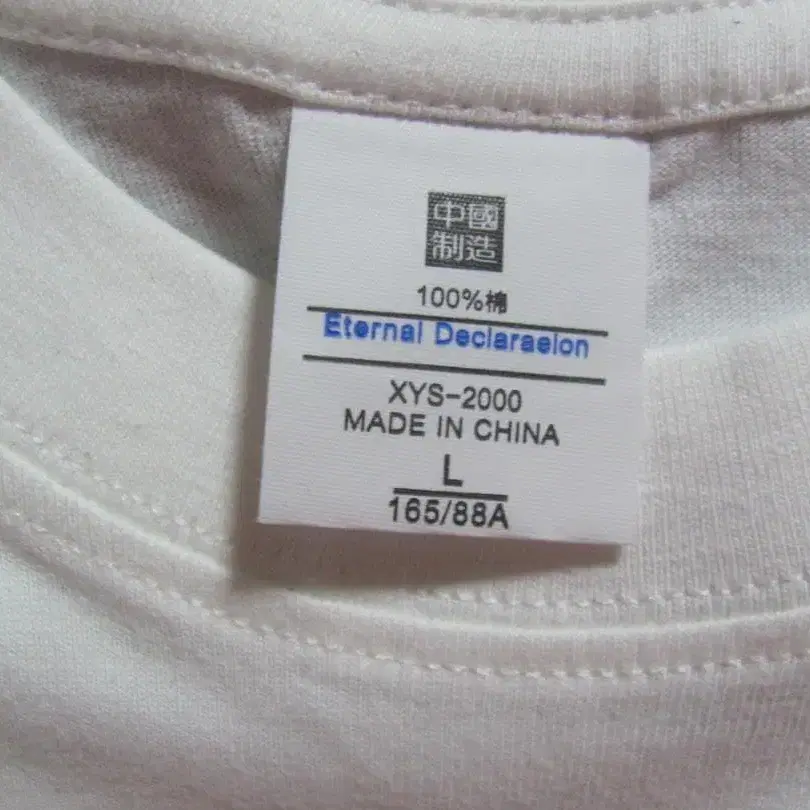 中國
制造
100%棉
Eternal Declaraeion
XYS-2000
MADE IN CHINA
L
165/88A